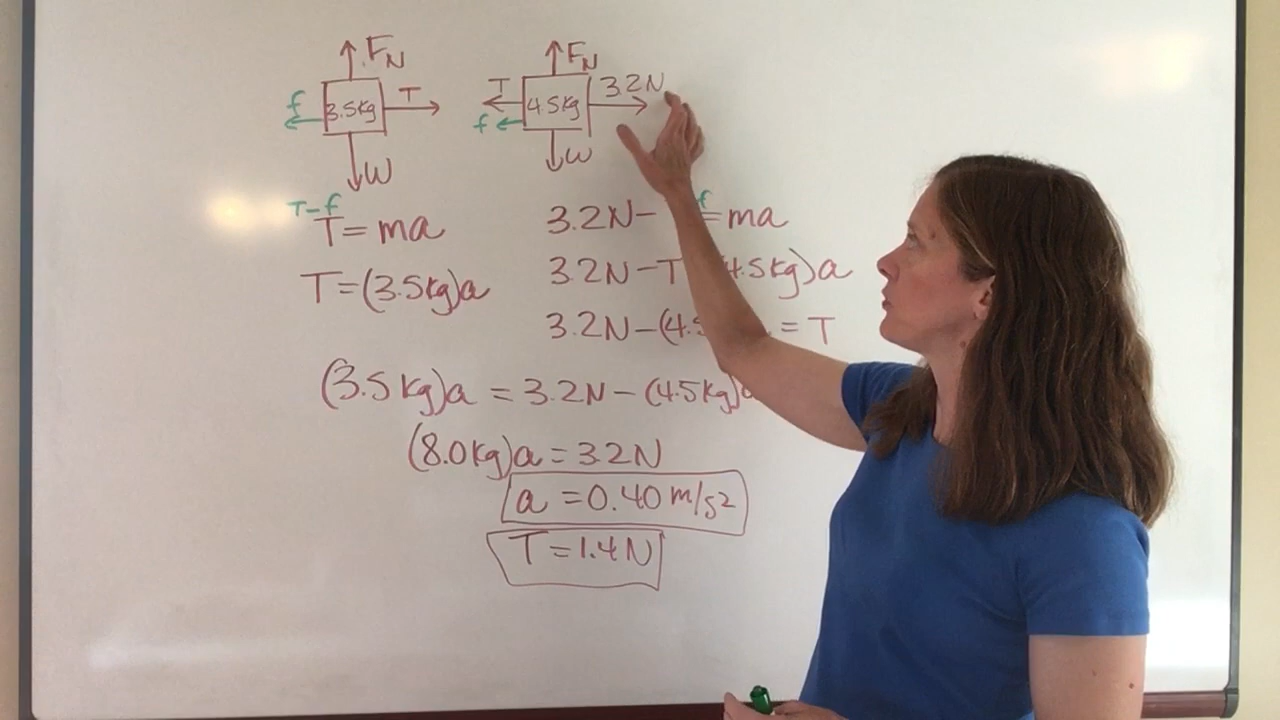 F_N F_N
f 3.5kg T T 4.5kg 3.2N
f
W W
T-f
T=ma 3.2N- f =ma
T=(3.5kg)a 3.2N-T 4.5kg)a
3.2N-(4.5 = T
(3.5kg)a = 3.2N-(4.5kg)a
(8.0kg)a=3.2N
a =0.40 m/s²
T=1.4N